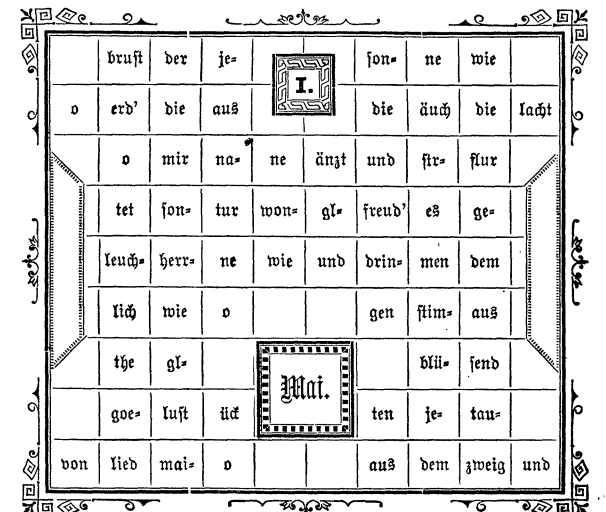 brust der je- son- ne wie
I.
o erd' die aus die äuch die lacht
o mir na- ne änzt und str- flur
tet son- tur won- gl- freud' es ge-
leuch- herr- ne wie und drin- men dem
lich wie o gen stim- aus
the gl- blü- send
Mai.
goe- lust ück ten je- tau-
von lied mai- o aus dem zweig und